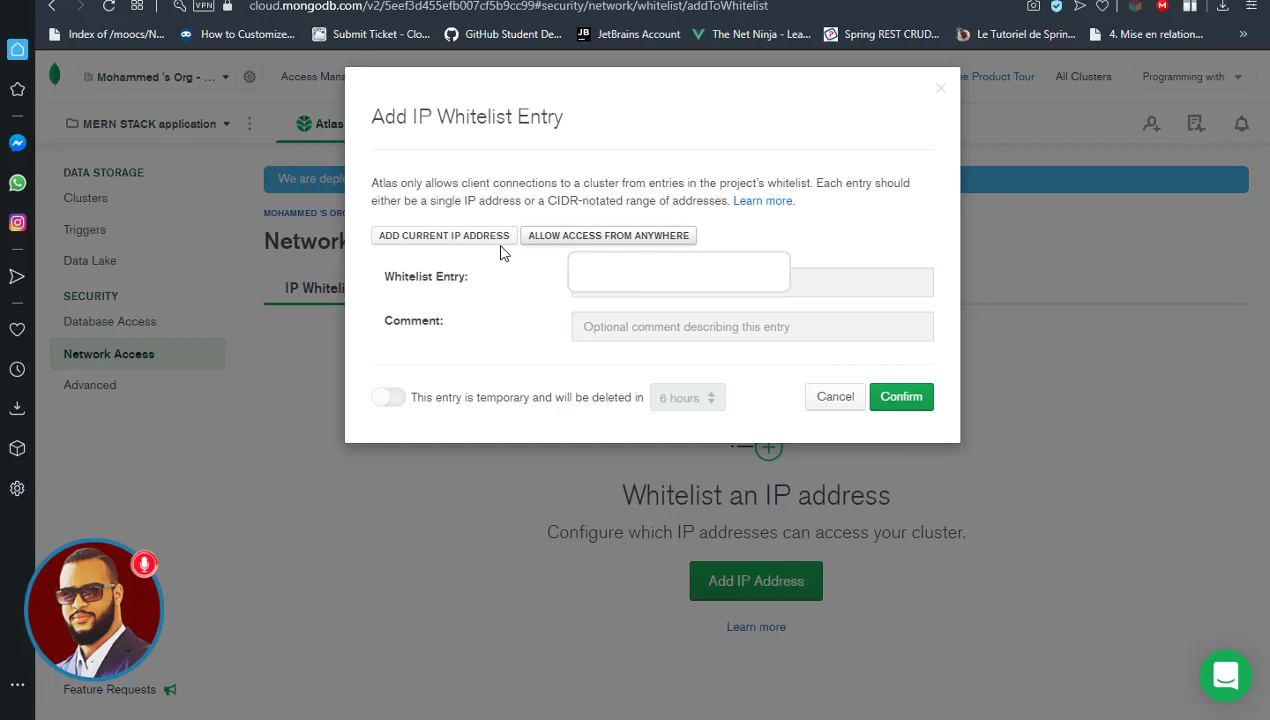 cloud.mongodb.com/v2/5eef3d455efb007cf5b9cc99#security/network/whitelist/addToWhitelist
VPN
Index of /moocs/N...
How to Customize...
Submit Ticket - Clo...
GitHub Student De...
JetBrains Account
The Net Ninja - Lea...
Spring REST CRUD...
Le Tutoriel de Sprin...
4. Mise en relation...
Mohammed 's Org - ...
Access Mana
ne Product Tour
All Clusters
Programming with
MERN STACK application
Atlas
DATA STORAGE
Clusters
Triggers
Data Lake
SECURITY
Database Access
Network Access
Advanced
Feature Requests
We are deplo
MOHAMMED 'S ORG
Network
IP Whiteli
Add IP Whitelist Entry
Atlas only allows client connections to a cluster from entries in the project's whitelist. Each entry should
either be a single IP address or a CIDR-notated range of addresses. Learn more.
ADD CURRENT IP ADDRESS
ALLOW ACCESS FROM ANYWHERE
Whitelist Entry:
Comment:
Optional comment describing this entry
This entry is temporary and will be deleted in
6 hours
Cancel
Confirm
Whitelist an IP address
Configure which IP addresses can access your cluster.
Add IP Address
Learn more